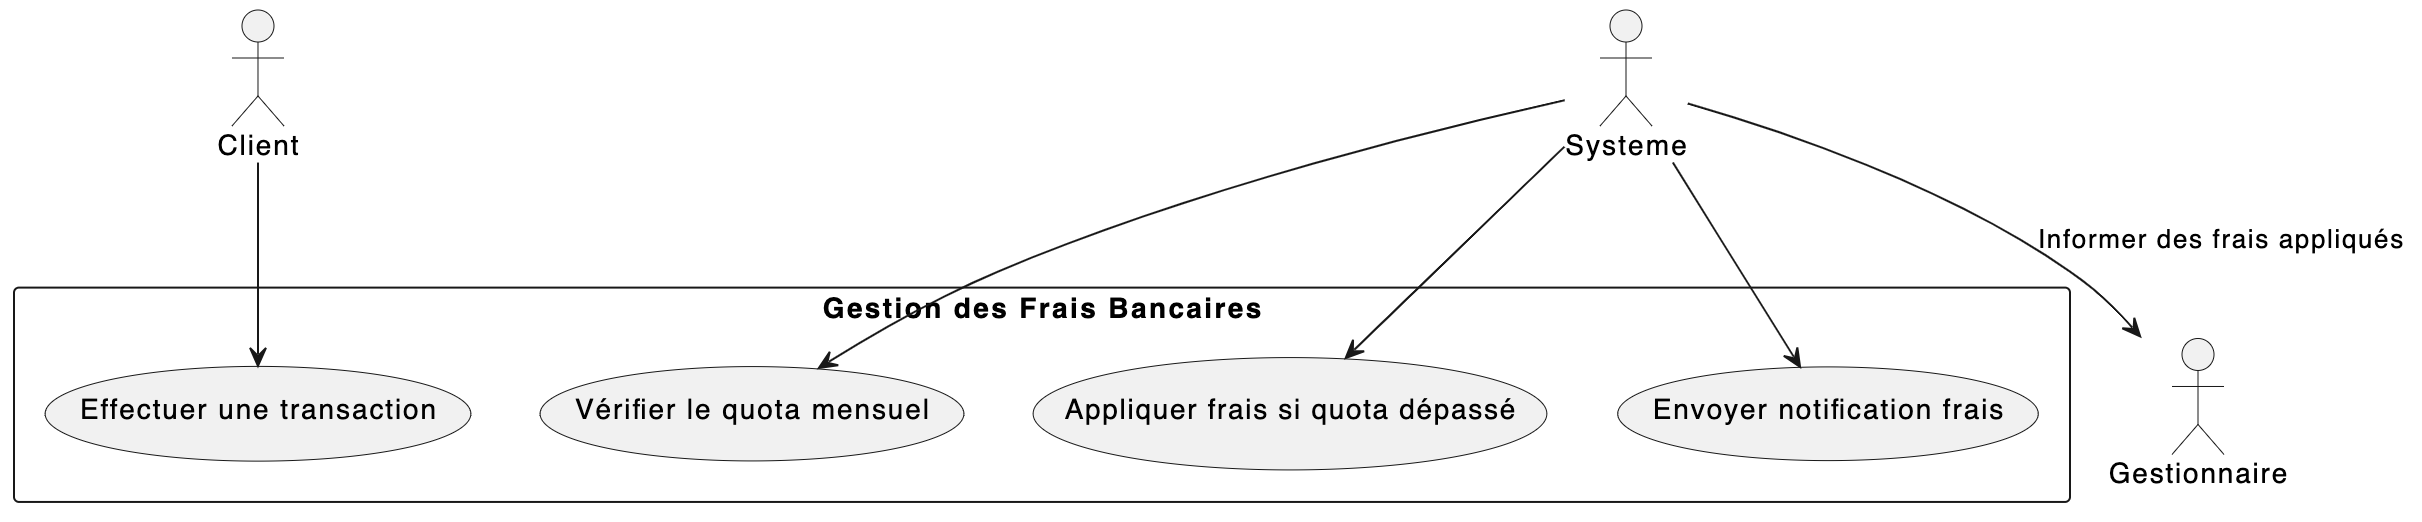 Client
Systeme
Informer des frais appliqués
Gestion des Frais Bancaires
Effectuer une transaction
Vérifier le quota mensuel
Appliquer frais si quota dépassé
Envoyer notification frais
Gestionnaire